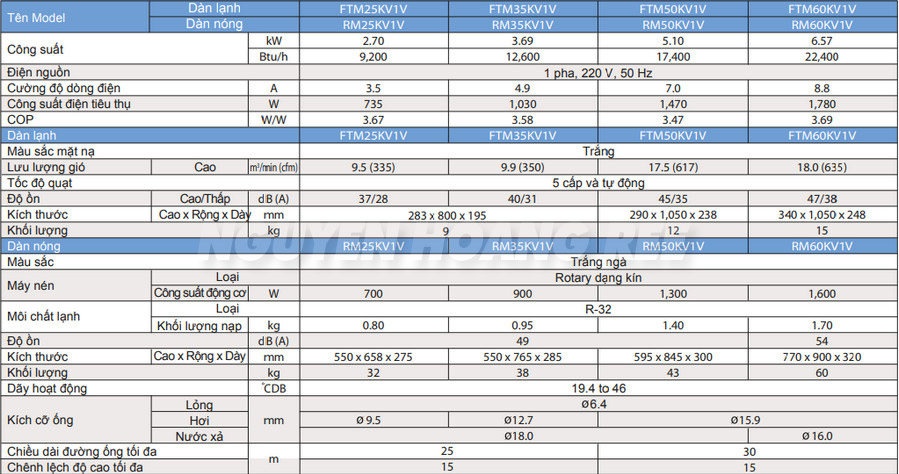 Tên Model Dàn lạnh FTM25KV1V FTM35KV1V FTM50KV1V FTM60KV1V
Dàn nóng RM25KV1V RM35KV1V RM50KV1V RM60KV1V
Công suất kW 2.70 3.69 5.10 6.57
Btu/h 9,200 12,600 17,400 22,400
Điện nguồn 1 pha, 220 V, 50 Hz
Cường độ dòng điện A 3.5 4.9 7.0 8.8
Công suất điện tiêu thụ W 735 1,030 1,470 1,780
COP W/W 3.67 3.58 3.47 3.69
Dàn lạnh FTM25KV1V FTM35KV1V FTM50KV1V FTM60KV1V
Màu sắc mặt nạ Trắng
Lưu lượng gió Cao m³/min (cfm) 9.5 (335) 9.9 (350) 17.5 (617) 18.0 (635)
Tốc độ quạt 5 cấp và tự động
Độ ồn Cao/Thấp dB (A) 37/28 40/31 45/35 47/38
Kích thước Cao x Rộng x Dày mm 283 x 800 x 195 290 x 1,050 x 238 340 x 1,050 x 248
Khối lượng kg 9 12 15
NGUYEN HOANG REE
Dàn nóng RM25KV1V RM35KV1V RM50KV1V RM60KV1V
Màu sắc Trắng ngà
Máy nén Loại Rotary dạng kín
Công suất động cơ W 700 900 1,300 1,600
Môi chất lạnh Loại R-32
Khối lượng nạp kg 0.80 0.95 1.40 1.70
Độ ồn dB (A) 49 54
Kích thước Cao x Rộng x Dày mm 550 x 658 x 275 550 x 765 x 285 595 x 845 x 300 770 x 900 x 320
Khối lượng kg 32 38 43 60
Dãy hoạt động °CDB 19.4 to 46
Kích cỡ ống Lỏng mm ø6.4
Hơi ø 9.5 ø12.7 ø15.9
Nước xả ø18.0 ø 16.0
Chiều dài đường ống tối đa m 25 30
Chênh lệch độ cao tối đa 15 15